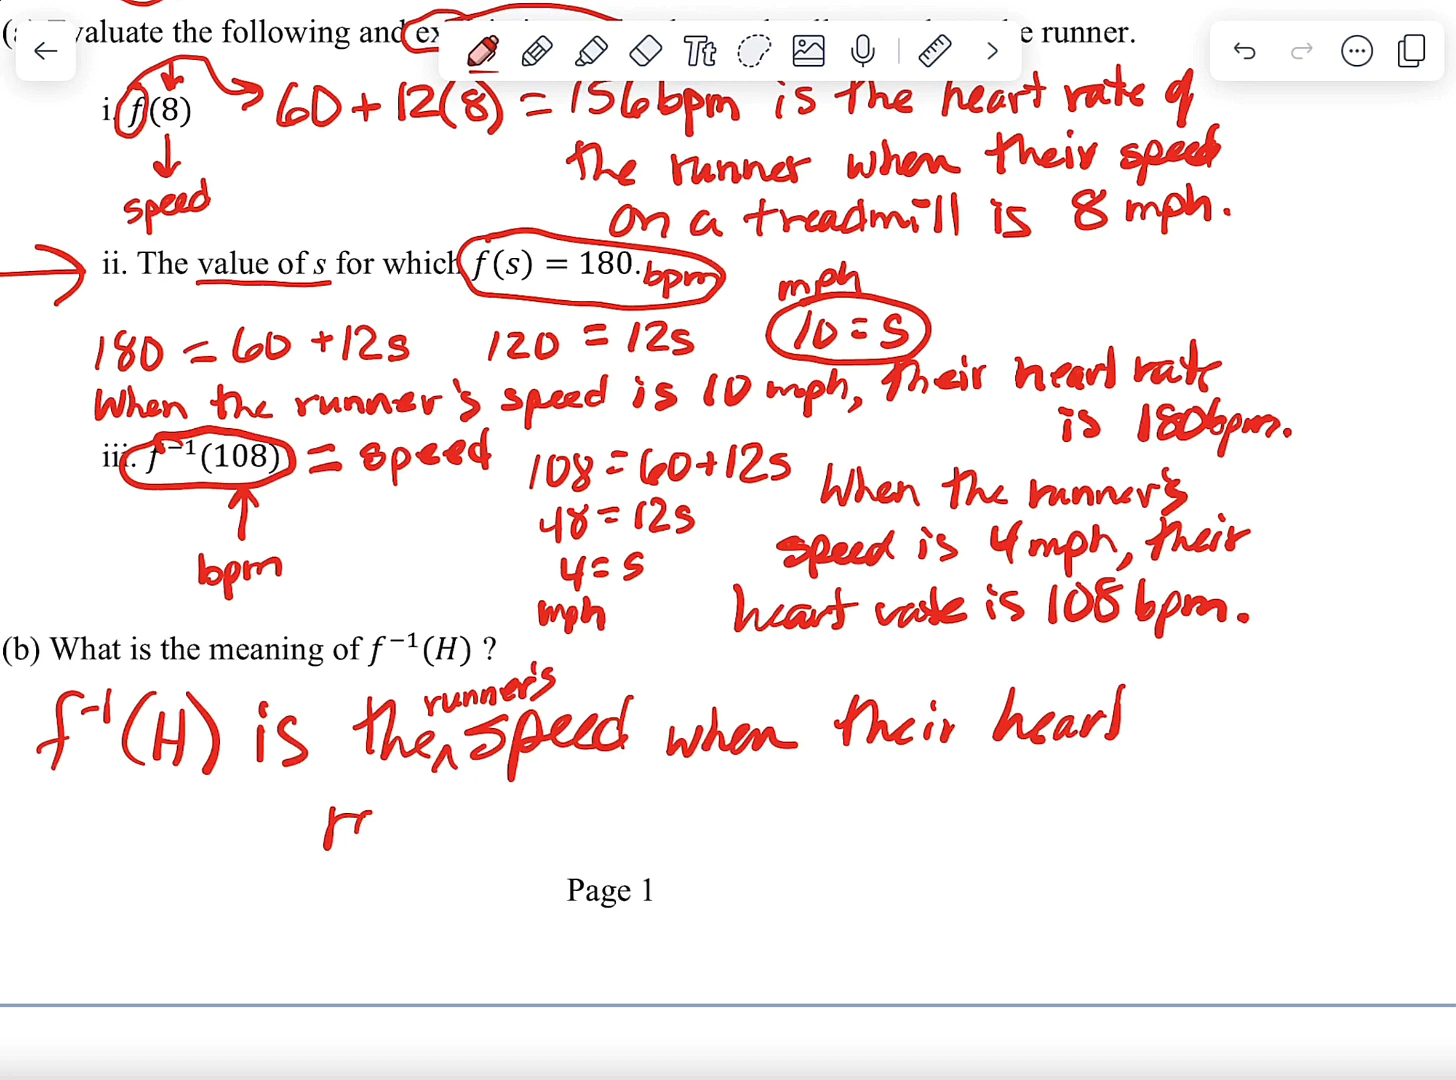 aluate the following and ex
e runner.
Tt
i. f(8) 60 + 12(8) = 156 bpm is the heart rate of
the runner when their speed
speed
on a treadmill is 8 mph.
ii. The value of s for which f(s) = 180. bpm
mph
180 = 60 + 12s 120 = 12s 10 = s
When the runner's speed is 10 mph, their heart rate
is 180bpm.
iii. f⁻¹(108) = speed 108 = 60 + 12s When the runner's
48 = 12s speed is 4 mph, their
bpm 4 = s
mph heart rate is 108 bpm.
(b) What is the meaning of f⁻¹(H) ?
runner's
f⁻¹(H) is the speed when their heart
r
Page 1